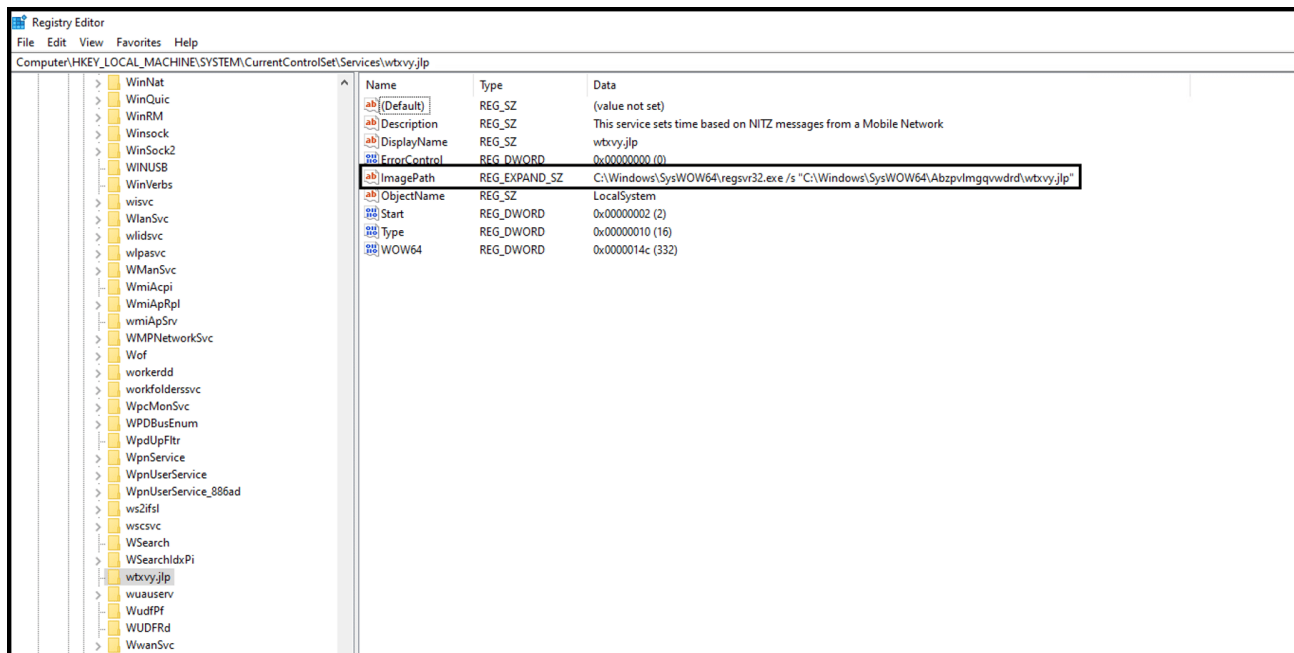 Registry Editor
File Edit View Favorites Help
Computer\HKEY_LOCAL_MACHINE\SYSTEM\CurrentControlSet\Services\wtxvy.jlp
WinNat
WinQuic
WinRM
Winsock
WinSock2
WINUSB
WinVerbs
wisvc
WlanSvc
wlidsvc
wlpasvc
WManSvc
WmiAcpi
WmiApRpl
wmiApSrv
WMPNetworkSvc
Wof
workerdd
workfolderssvc
WpcMonSvc
WPDBusEnum
WpdUpFltr
WpnService
WpnUserService
WpnUserService_886ad
ws2ifsl
wscsvc
WSearch
WSearchIdxPi
wtxvy.jlp
wuauserv
WudfPf
WUDFRd
WwanSvc
Name Type Data
(Default) REG_SZ (value not set)
Description REG_SZ This service sets time based on NITZ messages from a Mobile Network
DisplayName REG_SZ wtxvy.jlp
ErrorControl REG_DWORD 0x00000000 (0)
ImagePath REG_EXPAND_SZ C:\Windows\SysWOW64\regsvr32.exe /s "C:\Windows\SysWOW64\Abzpvlmgqvwdrd\wtxvy.jlp"
ObjectName REG_SZ LocalSystem
Start REG_DWORD 0x00000002 (2)
Type REG_DWORD 0x00000010 (16)
WOW64 REG_DWORD 0x0000014c (332)